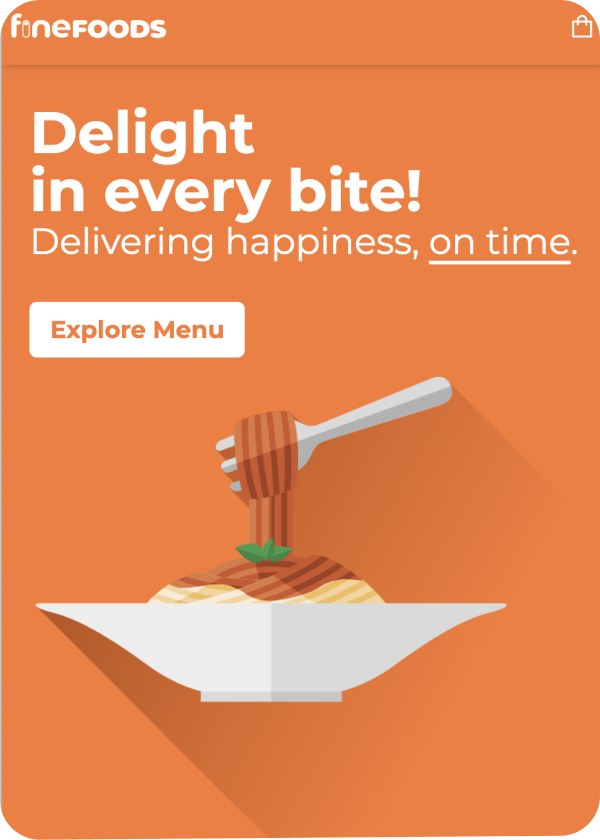 fineFOODS
Delight
in every bite!
Delivering happiness, on time.
Explore Menu